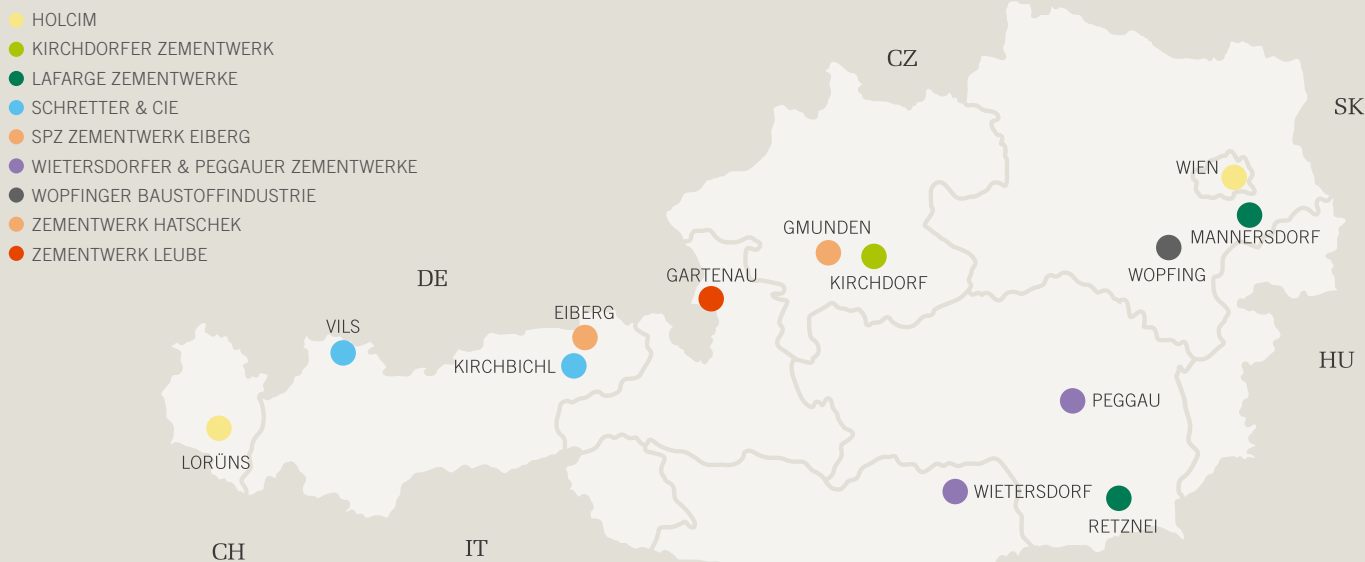 HOLCIM
KIRCHDORFER ZEMENTWERK
LAFARGE ZEMENTWERKE
SCHRETTER & CIE
SPZ ZEMENTWERK EIBERG
WIETERSDORFER & PEGGAUER ZEMENTWERKE
WOPFINGER BAUSTOFFINDUSTRIE
ZEMENTWERK HATSCHEK
ZEMENTWERK LEUBE
CZ
SK
WIEN
GMUNDEN
MANNERSDORF
WOPFING
GARTENAU
KIRCHDORF
DE
EIBERG
VILS
KIRCHBICHL
HU
PEGGAU
LORÜNS
WIETERSDORF
RETZNEI
CH
IT